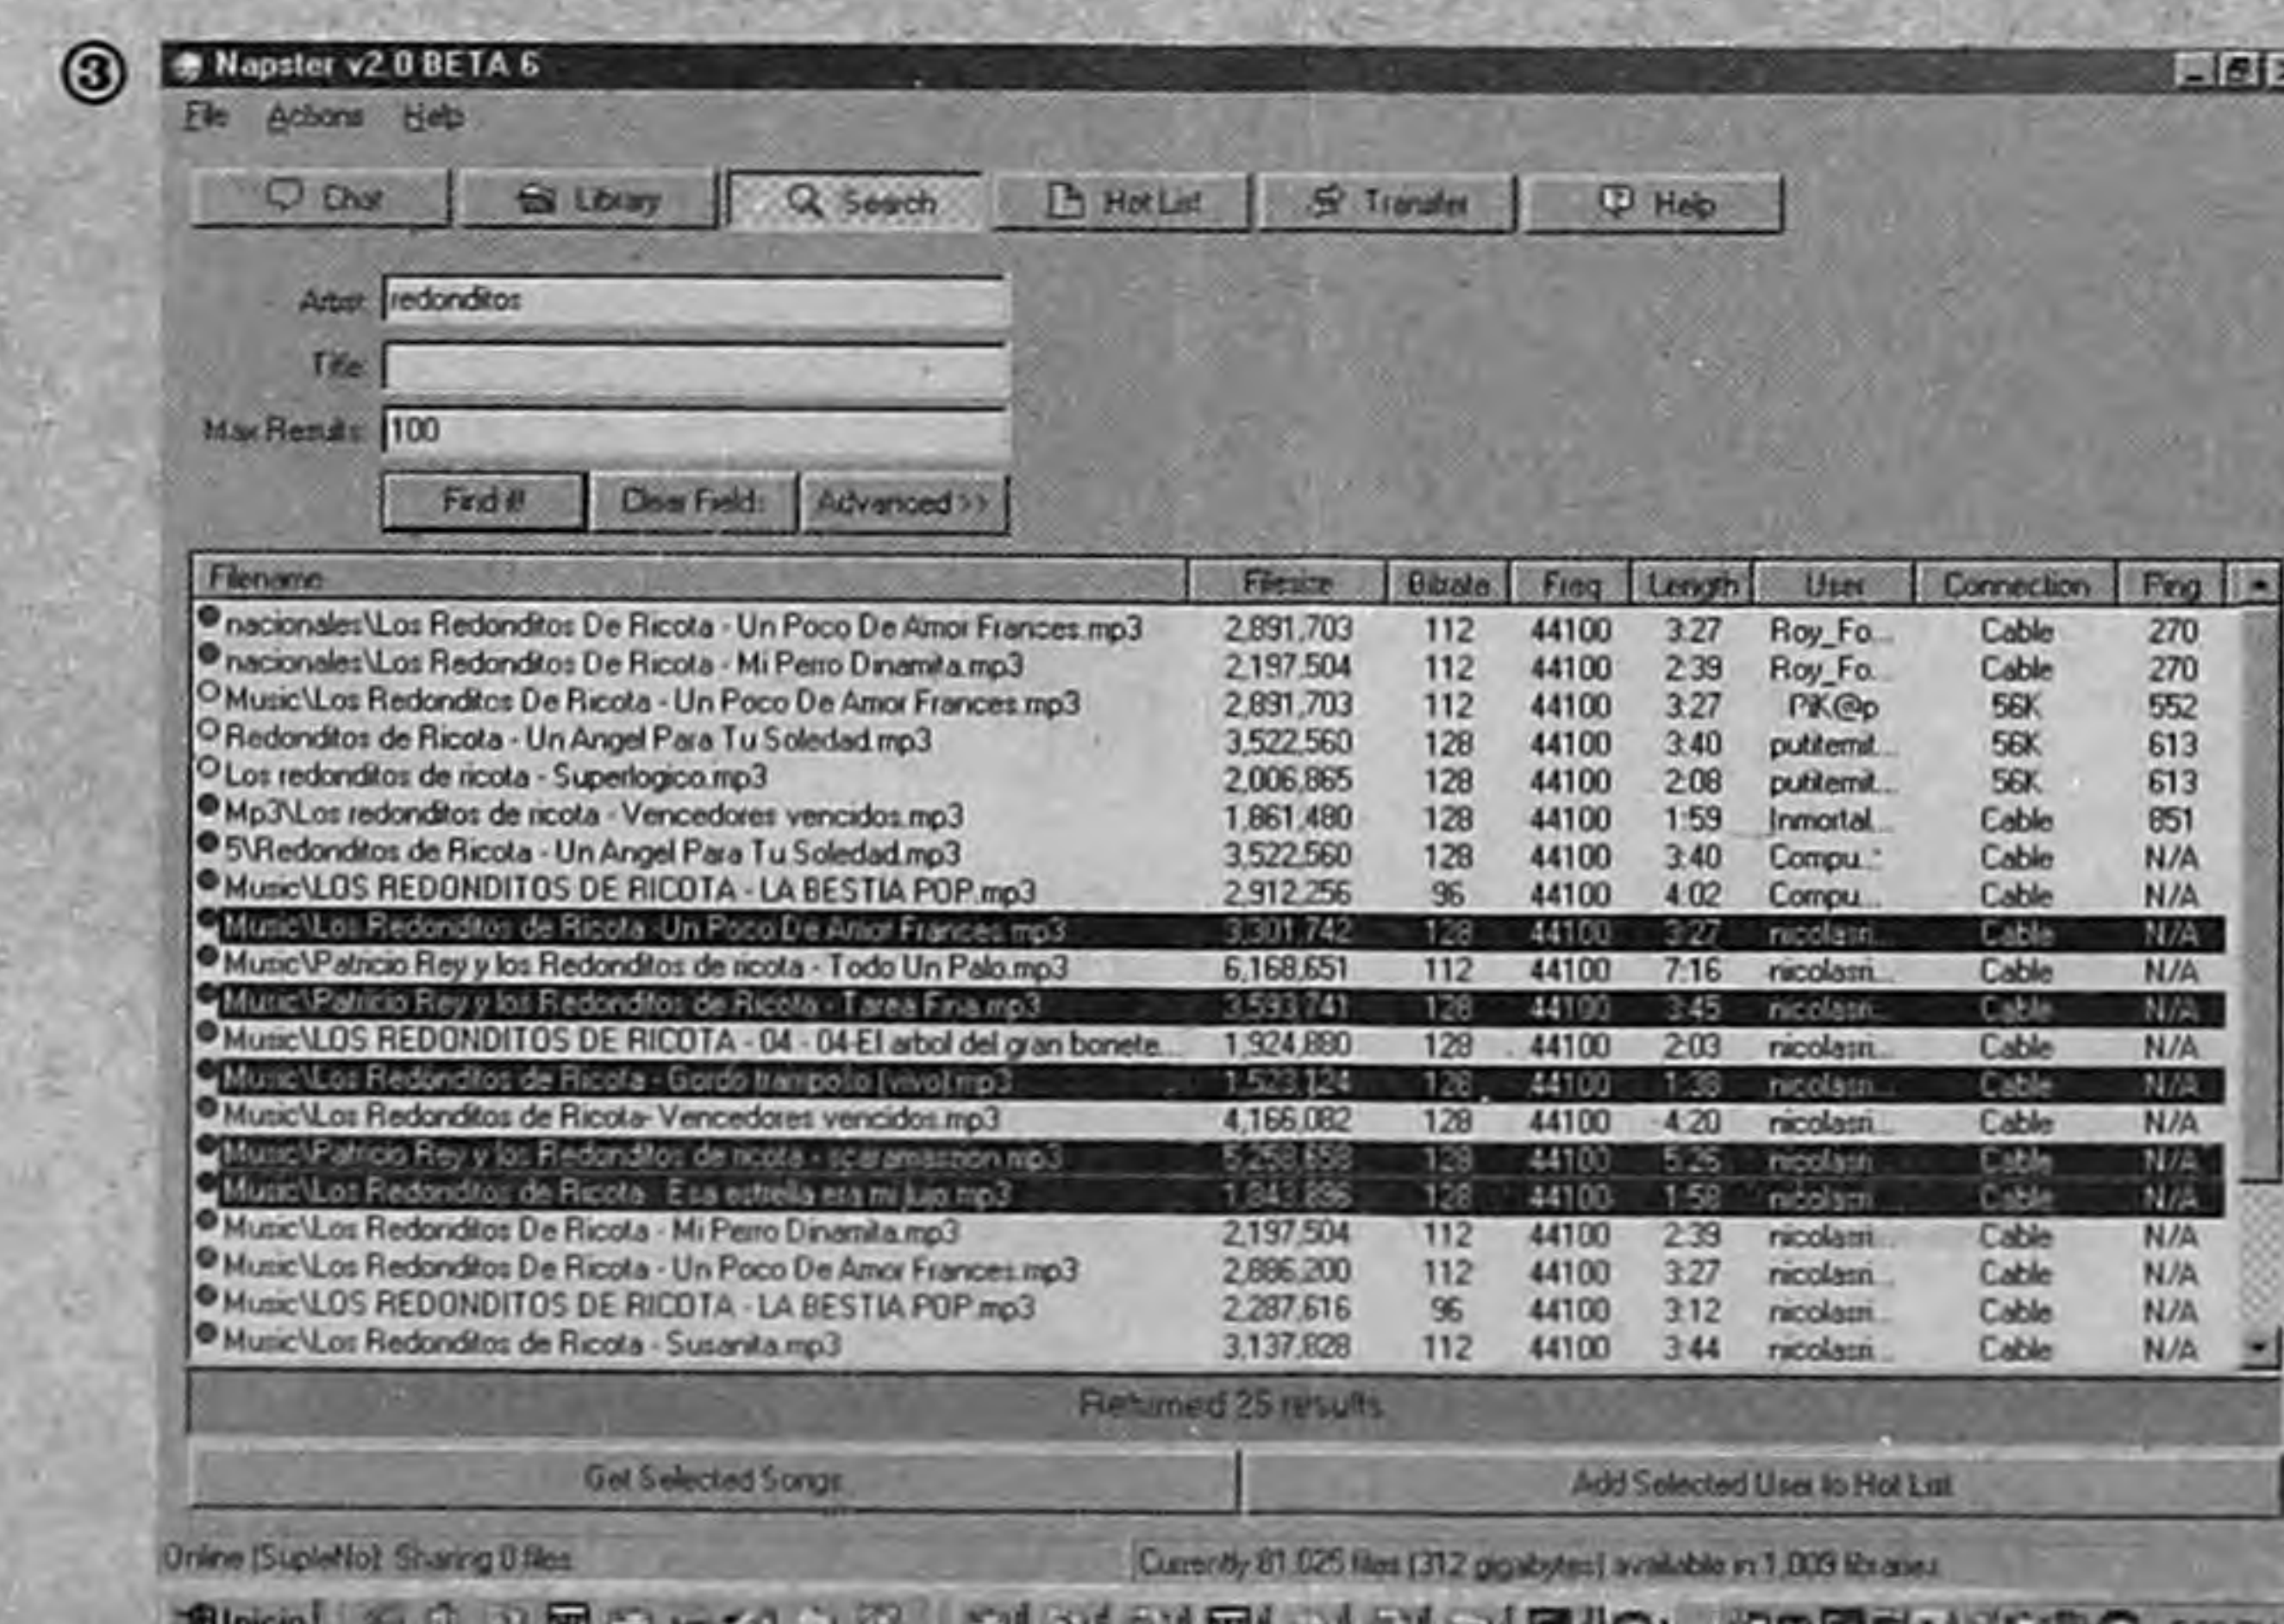 ③
Napster v2.0 BETA 6
File Actions Help
Chat Library Search Hot List Transfer Help
Artist: redonditos
Title:
Max Results: 100
Find it! Clear Fields Advanced >>
Filename Filesize Bitrate Freq Length User Connection Ping
nacionales\Los Redonditos De Ricota - Un Poco De Amor Frances.mp3 2,891,703 112 44100 3:27 Roy_Fo... Cable 270
nacionales\Los Redonditos De Ricota - Mi Perro Dinamita.mp3 2,197,504 112 44100 2:39 Roy_Fo... Cable 270
Music\Los Redonditos De Ricota - Un Poco De Amor Frances.mp3 2,891,703 112 44100 3:27 PiK@p 56K 552
Redonditos de Ricota - Un Angel Para Tu Soledad.mp3 3,522,560 128 44100 3:40 putitemit... 56K 613
Los redonditos de ricota - Superlogico.mp3 2,006,865 128 44100 2:08 putitemit... 56K 613
Mp3\Los redonditos de ricota - Vencedores vencidos.mp3 1,861,480 128 44100 1:59 Inmortal... Cable 851
5\Redonditos de Ricota - Un Angel Para Tu Soledad.mp3 3,522,560 128 44100 3:40 Compu... Cable N/A
Music\LOS REDONDITOS DE RICOTA - LA BESTIA POP.mp3 2,912,256 96 44100 4:02 Compu... Cable N/A
Music\Los Redonditos de Ricota -Un Poco De Amor Frances.mp3 3,301,742 128 44100 3:27 nicolasri... Cable N/A
Music\Patricio Rey y los Redonditos de ricota - Todo Un Palo.mp3 6,168,651 112 44100 7:16 nicolasri... Cable N/A
Music\Patricio Rey y los Redonditos de Ricota - Tarea Fina.mp3 3,593,741 128 44100 3:45 nicolasri... Cable N/A
Music\LOS REDONDITOS DE RICOTA - 04 - 04-El arbol del gran bonete... 1,924,880 128 44100 2:03 nicolasri... Cable N/A
Music\Los Redonditos de Ricota - Gordo tramposo [vivo].mp3 1,523,124 128 44100 1:38 nicolasri... Cable N/A
Music\Los Redonditos de Ricota- Vencedores vencidos.mp3 4,166,082 128 44100 4:20 nicolasri... Cable N/A
Music\Patricio Rey y los Redonditos de ricota - scaramanzion.mp3 5,258,658 128 44100 5:25 nicolasri... Cable N/A
Music\Los Redonditos de Ricota Esa estrella era mi lujo.mp3 1,843,896 128 44100 1:58 nicolasri... Cable N/A
Music\Los Redonditos De Ricota - Mi Perro Dinamita.mp3 2,197,504 112 44100 2:39 nicolasri... Cable N/A
Music\Los Redonditos De Ricota - Un Poco De Amor Frances.mp3 2,886,200 112 44100 3:27 nicolasri... Cable N/A
Music\LOS REDONDITOS DE RICOTA - LA BESTIA POP.mp3 2,287,616 96 44100 3:12 nicolasri... Cable N/A
Music\Los Redonditos de Ricota - Susanita.mp3 3,137,828 112 44100 3:44 nicolasri... Cable N/A
Returned 25 results.
Get Selected Songs Add Selected User to Hot List
Online (SupleNo): Sharing 0 files. Currently 81,025 files (312 gigabytes) available in 1,009 libraries.
Inicio